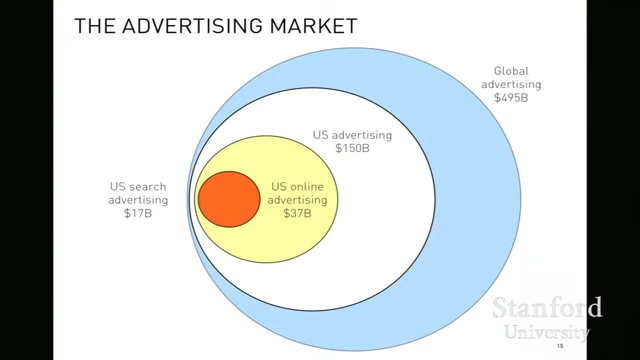 THE ADVERTISING MARKET
Global
advertising
$495B
US advertising
$150B
US search
advertising
$17B
US online
advertising
$37B
Stanford
University
15